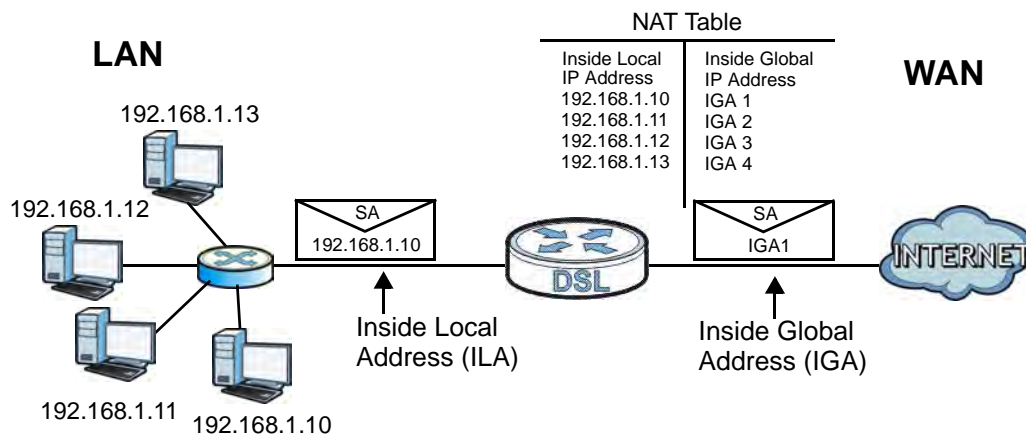 NAT Table
LAN
WAN
Inside Local
IP Address
192.168.1.10
192.168.1.11
192.168.1.12
192.168.1.13
Inside Global
IP Address
IGA 1
IGA 2
IGA 3
IGA 4
192.168.1.13
192.168.1.12
192.168.1.11
192.168.1.10
SA
192.168.1.10
DSL
SA
IGA1
INTERNET
Inside Local
Address (ILA)
Inside Global
Address (IGA)